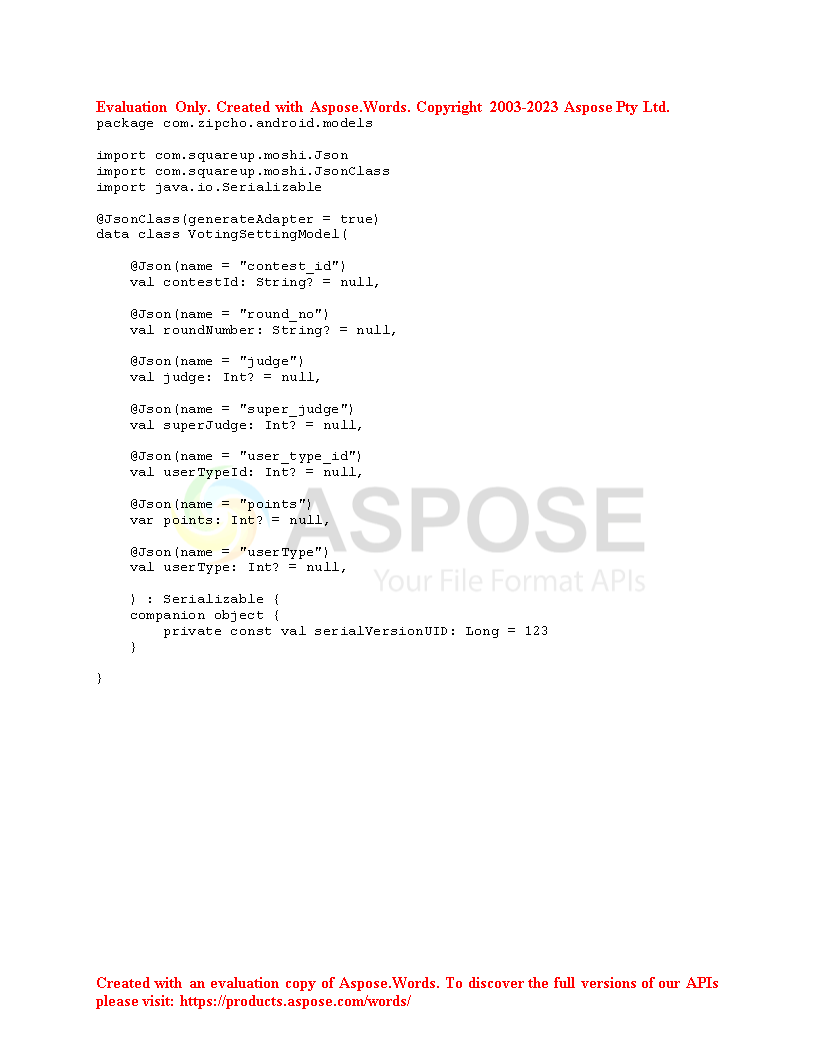 Evaluation Only. Created with Aspose.Words. Copyright 2003-2023 Aspose Pty Ltd.
package com.zipcho.android.models
import com.squareup.moshi.Json
import com.squareup.moshi.JsonClass
import java.io.Serializable
@JsonClass(generateAdapter = true)
data class VotingSettingModel(
    @Json(name = "contest_id")
    val contestId: String? = null,
    @Json(name = "round_no")
    val roundNumber: String? = null,
    @Json(name = "judge")
    val judge: Int? = null,
    @Json(name = "super_judge")
    val superJudge: Int? = null,
    @Json(name = "user_type_id")
    val userTypeId: Int? = null,
    @Json(name = "points")
    var points: Int? = null,
    @Json(name = "userType")
    val userType: Int? = null,
    ) : Serializable {
    companion object {
        private const val serialVersionUID: Long = 123
    }
}
ASPOSE
Your File Format APIs
Created with an evaluation copy of Aspose.Words. To discover the full versions of our APIs
please visit: https://products.aspose.com/words/